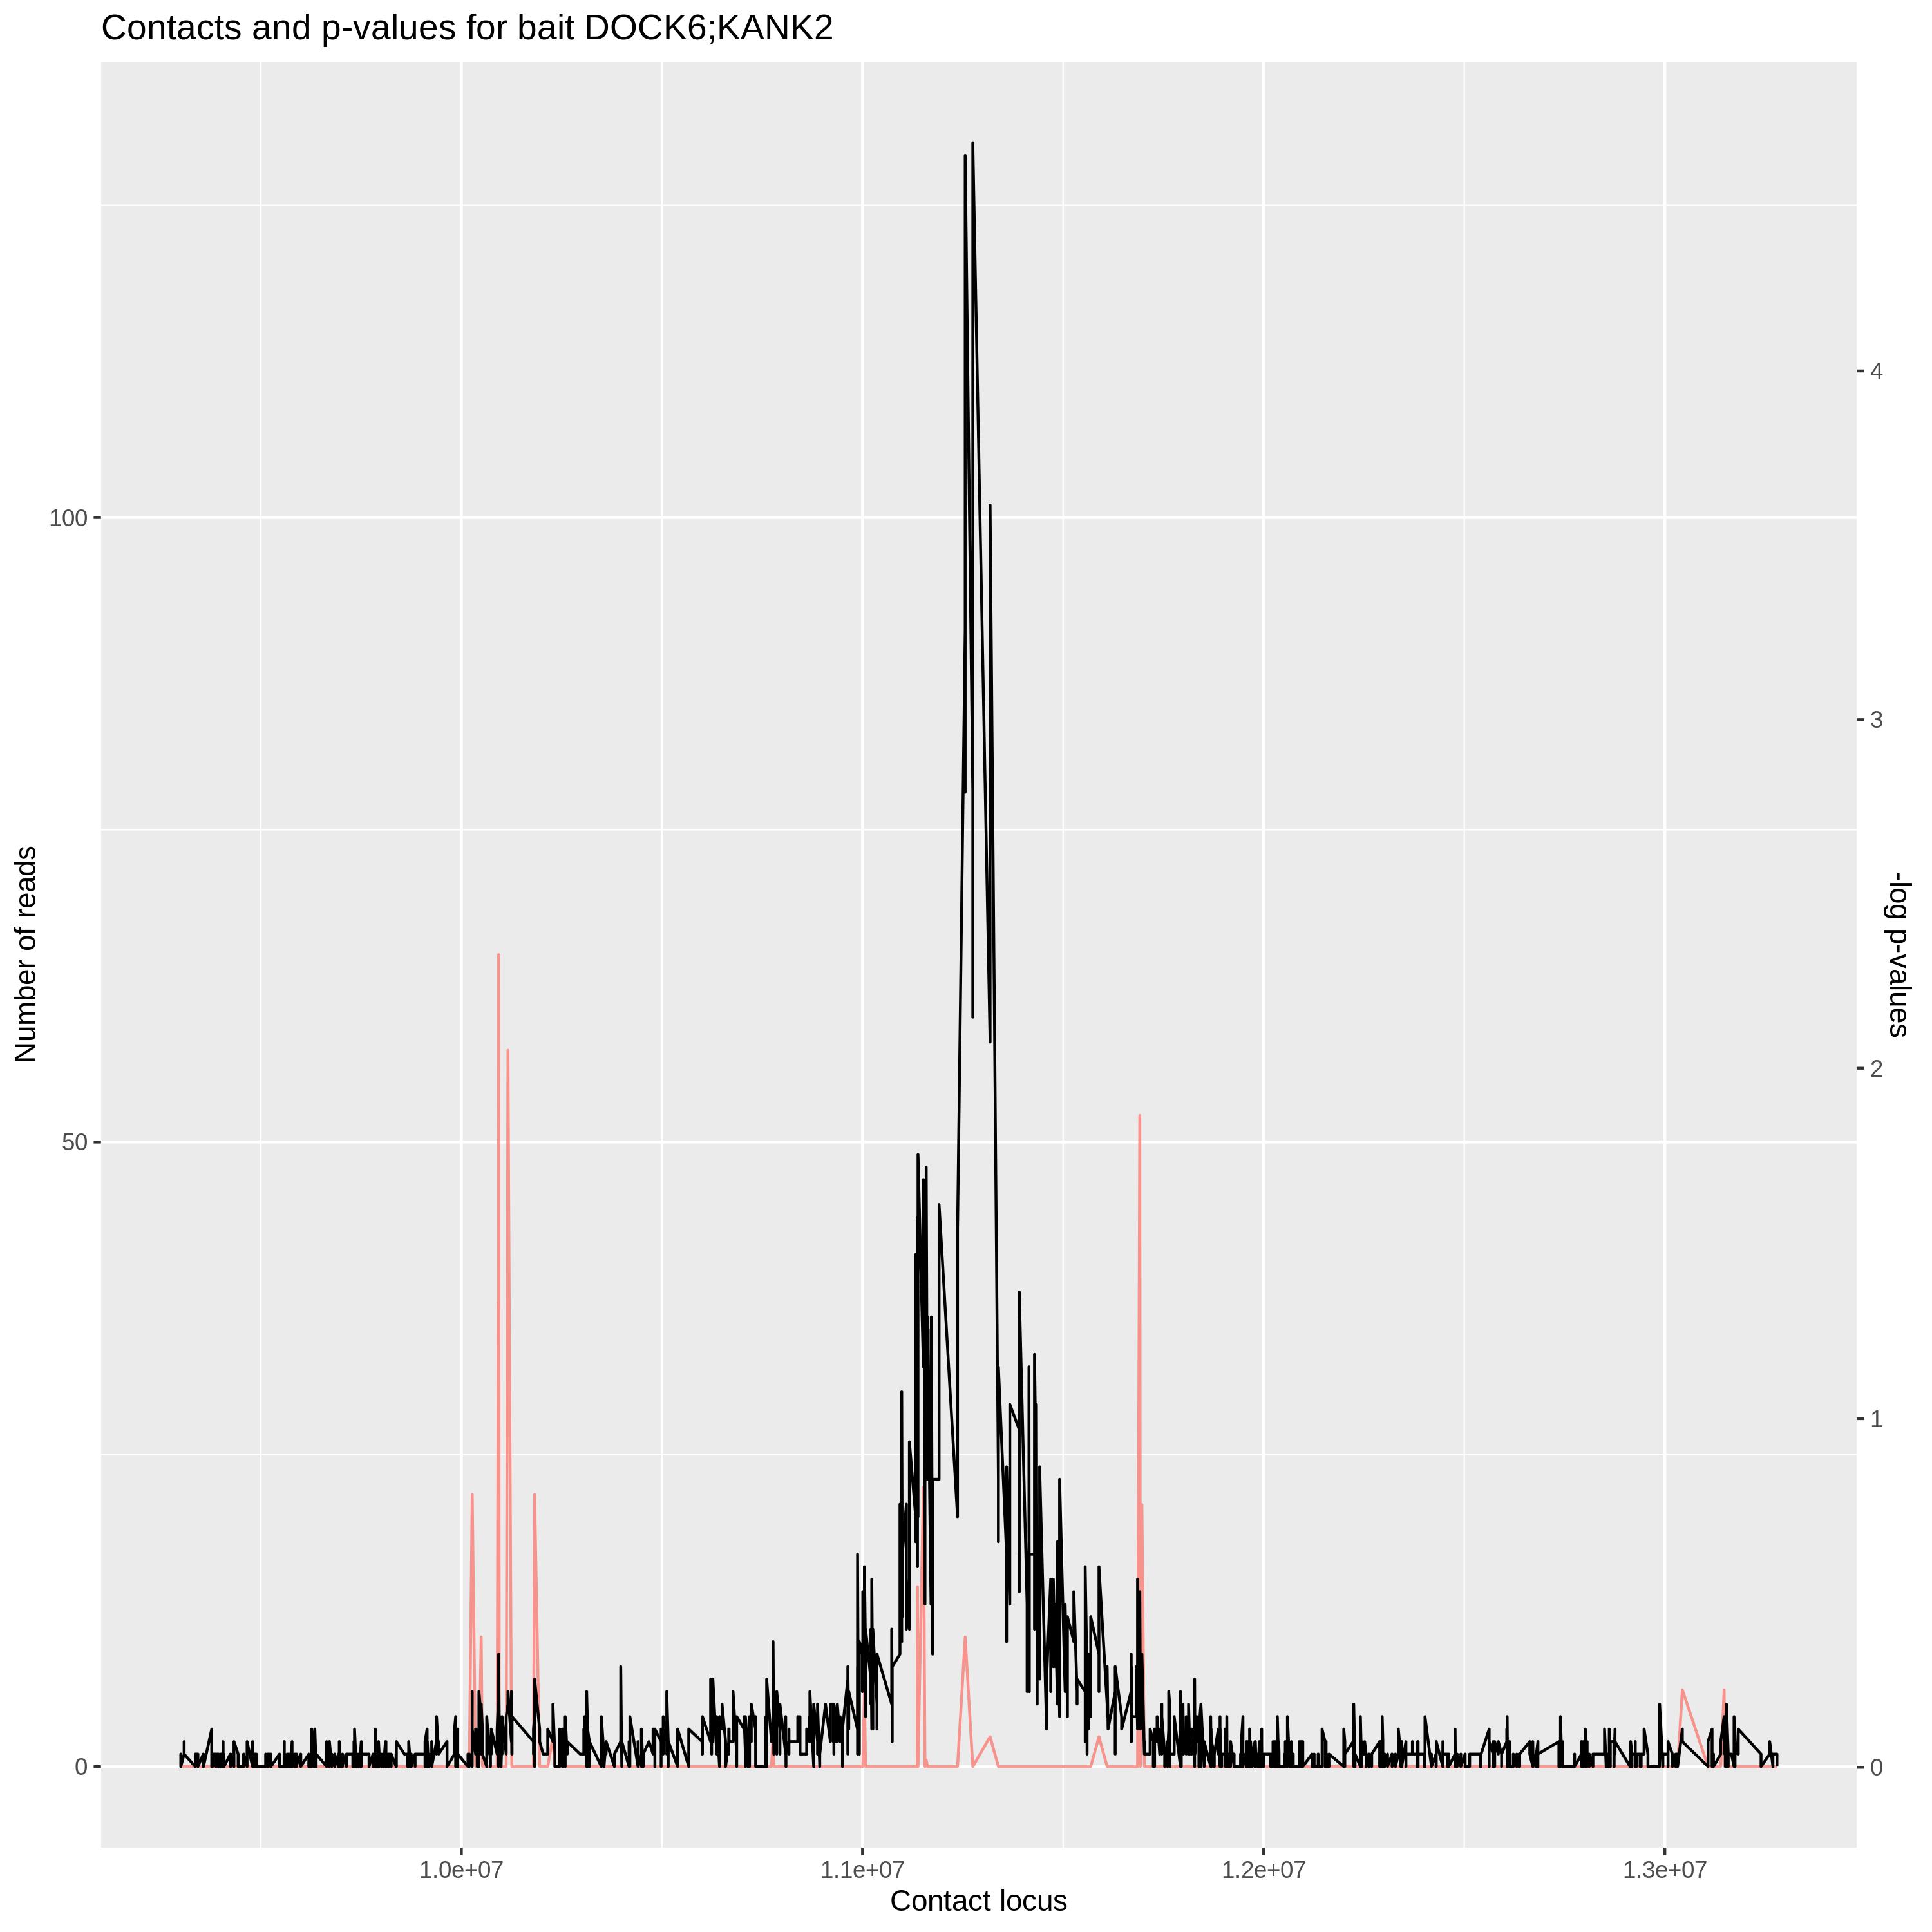 Contacts and p-values for bait DOCK6;KANK2
Number of reads
100
50
0
4
3
2
1
0
-log p-values
1.0e+07
1.1e+07
1.2e+07
1.3e+07
Contact locus